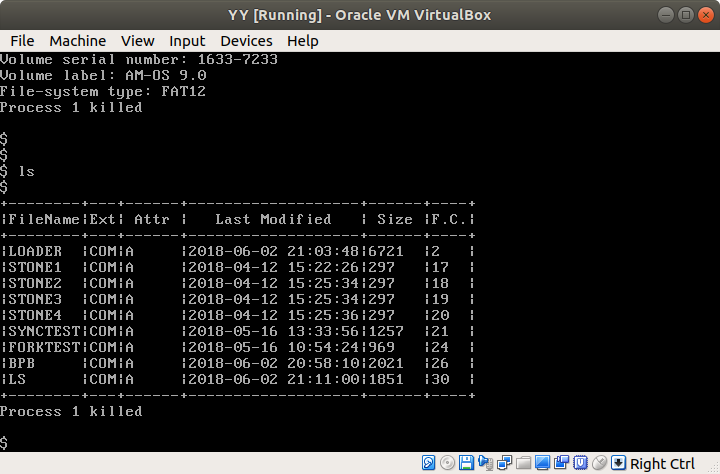 YY [Running] - Oracle VM VirtualBox
File Machine View Input Devices Help
Volume serial number: 1633-7233
Volume label: AM-OS 9.0
File-system type: FAT12
Process 1 killed
$
$
$ ls
$
+--------+---+------+-------------------+------+----+
¦FileName¦Ext¦ Attr ¦   Last Modified   ¦ Size ¦F.C.¦
+--------+---+------+-------------------+------+----+
¦LOADER  ¦COM¦A     ¦2018-06-02 21:03:48¦6721  ¦2   ¦
¦STONE1  ¦COM¦A     ¦2018-04-12 15:22:26¦297   ¦17  ¦
¦STONE2  ¦COM¦A     ¦2018-04-12 15:25:34¦297   ¦18  ¦
¦STONE3  ¦COM¦A     ¦2018-04-12 15:25:34¦297   ¦19  ¦
¦STONE4  ¦COM¦A     ¦2018-04-12 15:25:36¦297   ¦20  ¦
¦SYNCTEST¦COM¦A     ¦2018-05-16 13:33:56¦1257  ¦21  ¦
¦FORKTEST¦COM¦A     ¦2018-05-16 10:54:24¦969   ¦24  ¦
¦BPB     ¦COM¦A     ¦2018-06-02 20:58:10¦2021  ¦26  ¦
¦LS      ¦COM¦A     ¦2018-06-02 21:11:00¦1851  ¦30  ¦
+--------+---+------+-------------------+------+----+
Process 1 killed
$
Right Ctrl